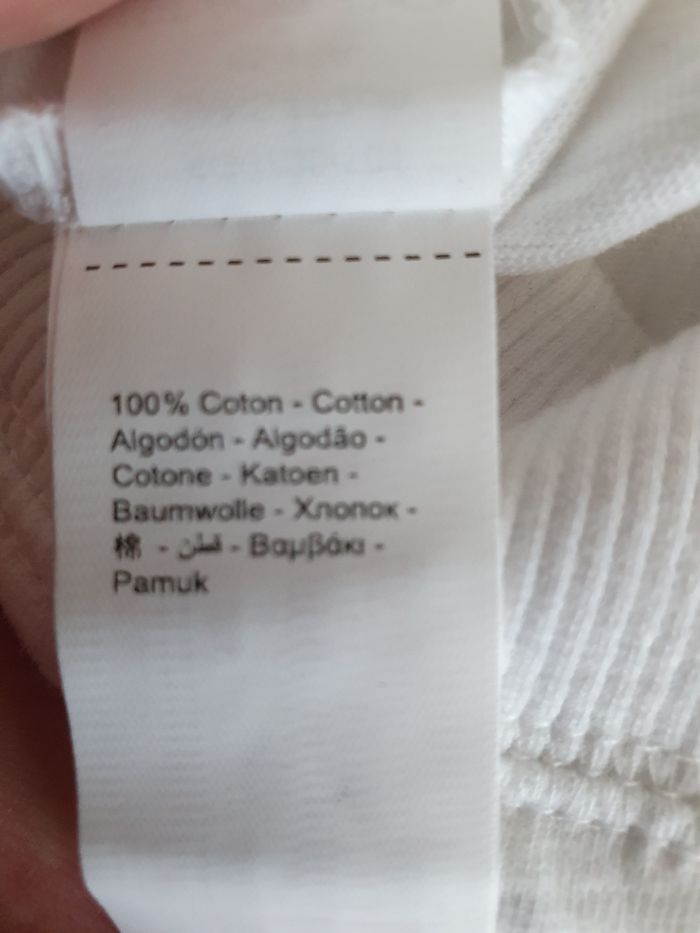 100% Coton - Cotton -
Algodón - Algodão -
Cotone - Katoen -
Baumwolle - Хлопок -
棉 - قطن - Βαμβάκι -
Pamuk